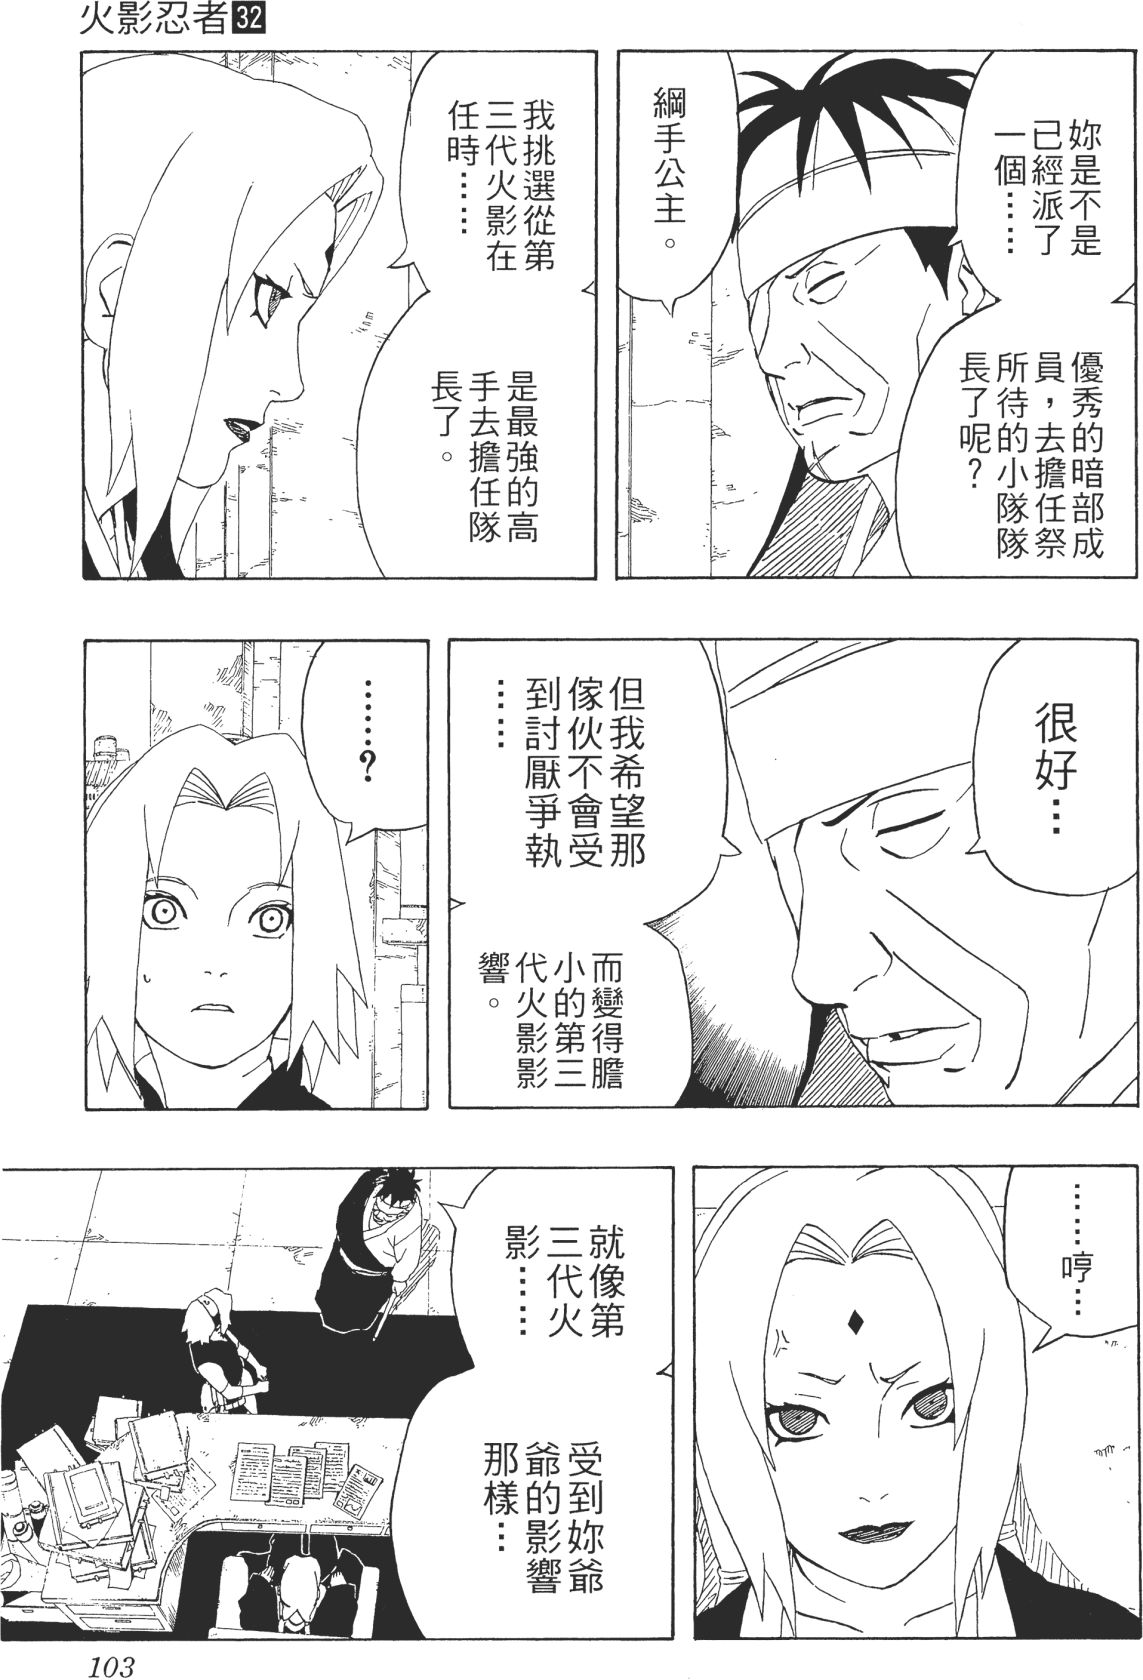 火影忍者32
妳是不是
已經派了
一個……
優秀的暗部成
員，去擔任祭
所待的小隊隊
長了呢？
綱手公主。
我挑選從第
三代火影在
任時……
是最強的高
手去擔任隊
長了。
很好…
但我希望那
傢伙不會受
到討厭爭執
……
而變得膽
小的第三
代火影影
響。
……？
……哼…
就像第
三代火
影……
受到妳爺
爺的影響
那樣…
103